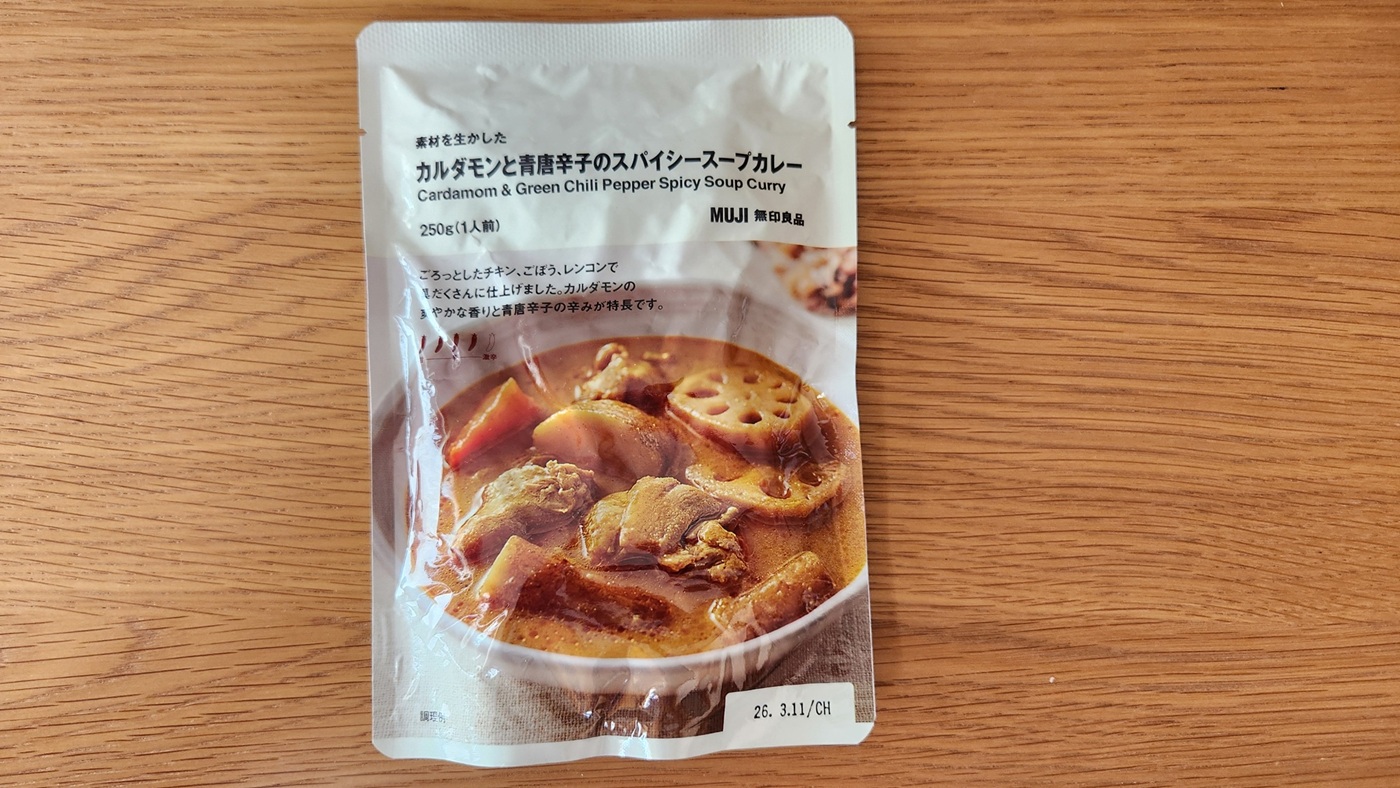 素材を生かした
カルダモンと青唐辛子のスパイシースープカレー
Cardamom & Green Chili Pepper Spicy Soup Curry
250g(1人前)
MUJI 無印良品
ごろっとしたチキン、ごぼう、レンコンで
具だくさんに仕上げました。カルダモンの
爽やかな香りと青唐辛子の辛みが特長です。
調理例
26. 3.11/CH